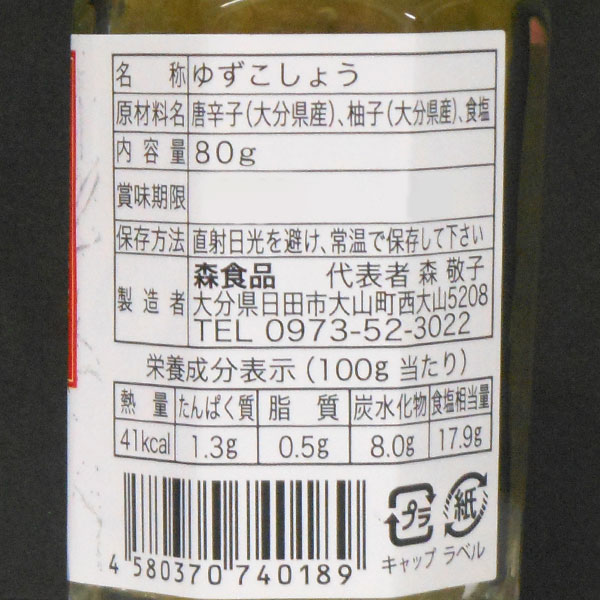 名称 ゆずこしょう
原材料名 唐辛子(大分県産)、柚子(大分県産)、食塩
内容量 80g
賞味期限
保存方法 直射日光を避け、常温で保存して下さい
製造者 森食品 代表者 森 敬子
大分県日田市大山町西大山5208
TEL 0973-52-3022
栄養成分表示(100g当たり)
熱量 たんぱく質 脂質 炭水化物 食塩相当量
41kcal 1.3g 0.5g 8.0g 17.9g
プラ 紙
キャップ ラベル
4 580370 740189